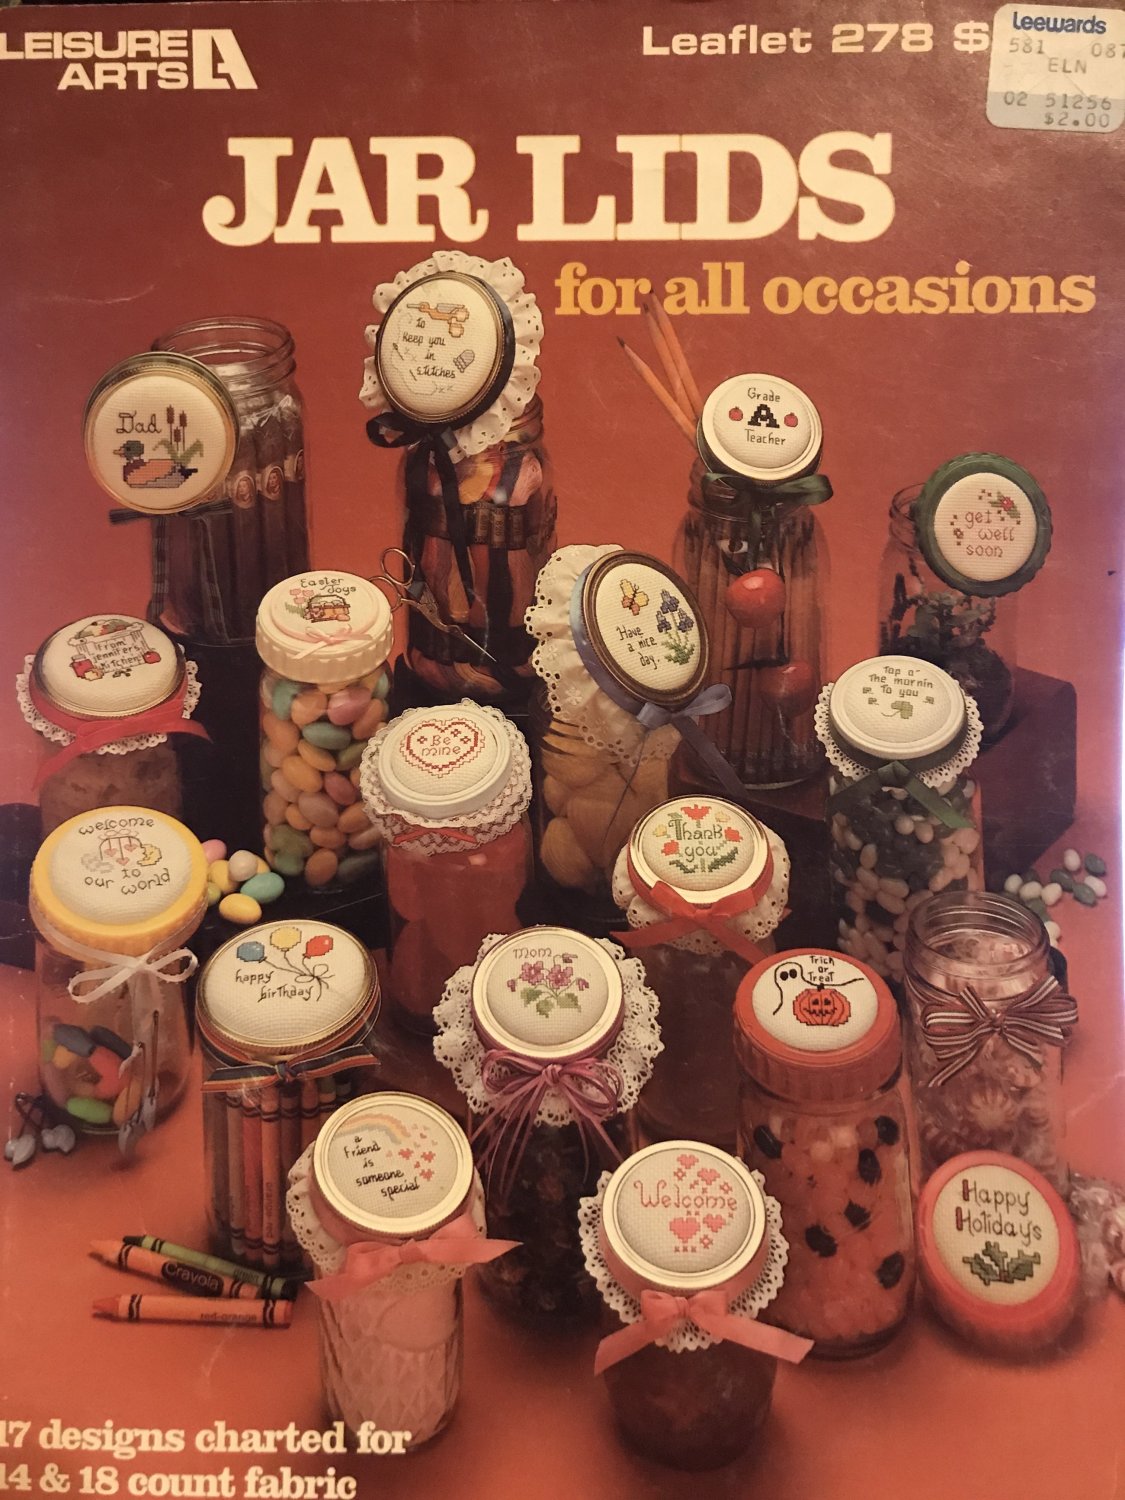 LEISURE
ARTS
Leaflet 278 $
Leewards
581 087
ELN
02 51256
$2.00
JAR LIDS
for all occasions
to
keep you
in
stitches
Dad
Grade
A
Teacher
get
well
soon
Easter
Joys
Have
a nice
day.
From
Jennifer's
Kitchen
Top o'
the mornin
to you
Be
mine
welcome
to
our world
Thank
you
happy
birthday
Mom
Trick
or
Treat
a
Friend
is
someone
special
Welcome
Happy
Holidays
Crayola
red-orange
17 designs charted for
14 & 18 count fabric